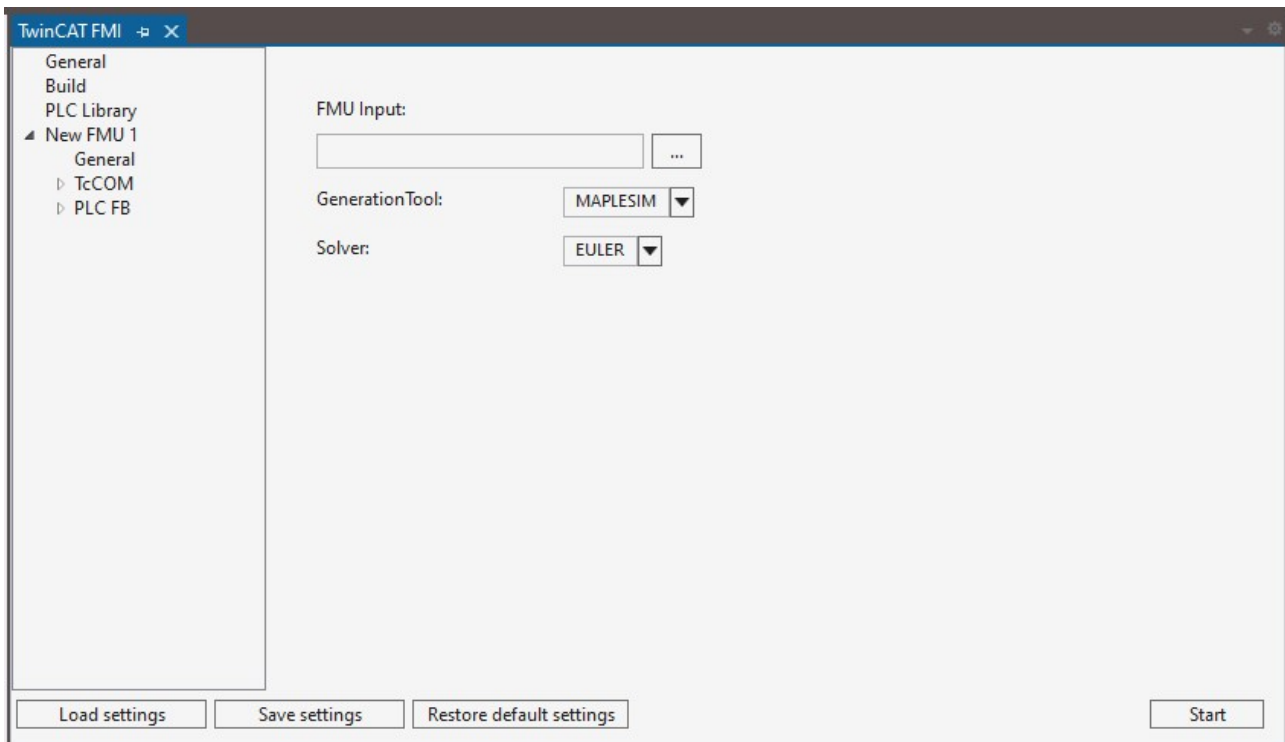 TwinCAT FMI
General
Build
PLC Library
New FMU 1
General
TcCOM
PLC FB
FMU Input:
...
GenerationTool: MAPLESIM
Solver: EULER
Load settings Save settings Restore default settings Start